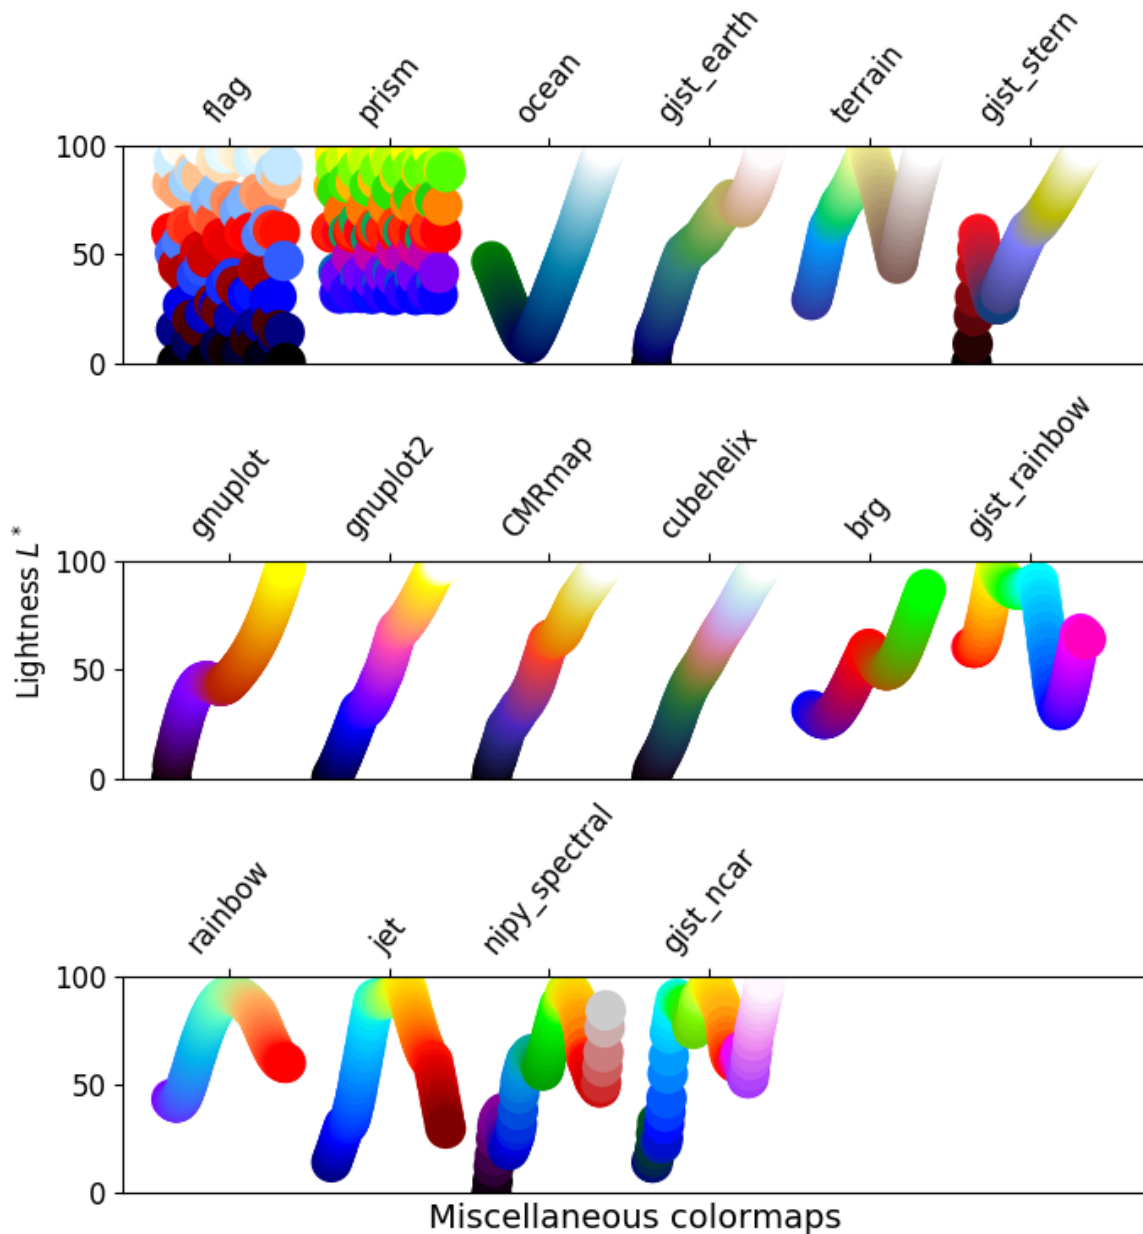 flag prism ocean gist_earth terrain gist_stern
100
50
0
gnuplot gnuplot2 CMRmap cubehelix brg gist_rainbow
Lightness L*
100
50
0
rainbow jet nipy_spectral gist_ncar
100
50
0
Miscellaneous colormaps